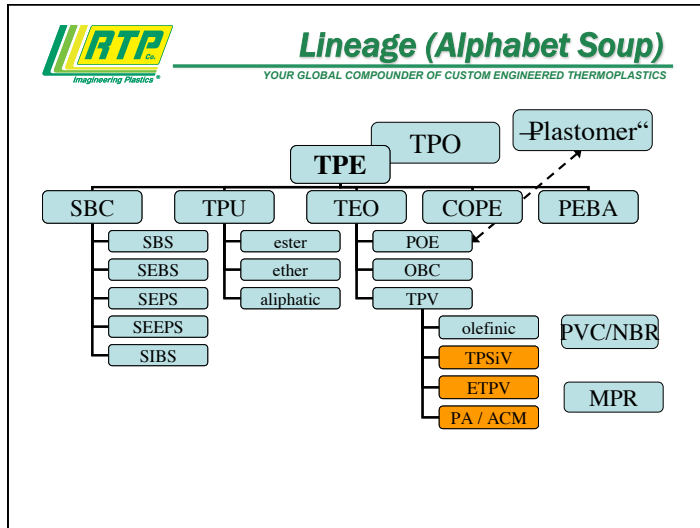 RTP
Co.
Imagineering Plastics ®
Lineage (Alphabet Soup)
YOUR GLOBAL COMPOUNDER OF CUSTOM ENGINEERED THERMOPLASTICS
―Plastomer“
TPO
TPE
SBC
TPU
TEO
COPE
PEBA
SBS
SEBS
SEPS
SEEPS
SIBS
ester
ether
aliphatic
POE
OBC
TPV
olefinic
TPSiV
ETPV
PA / ACM
PVC/NBR
MPR